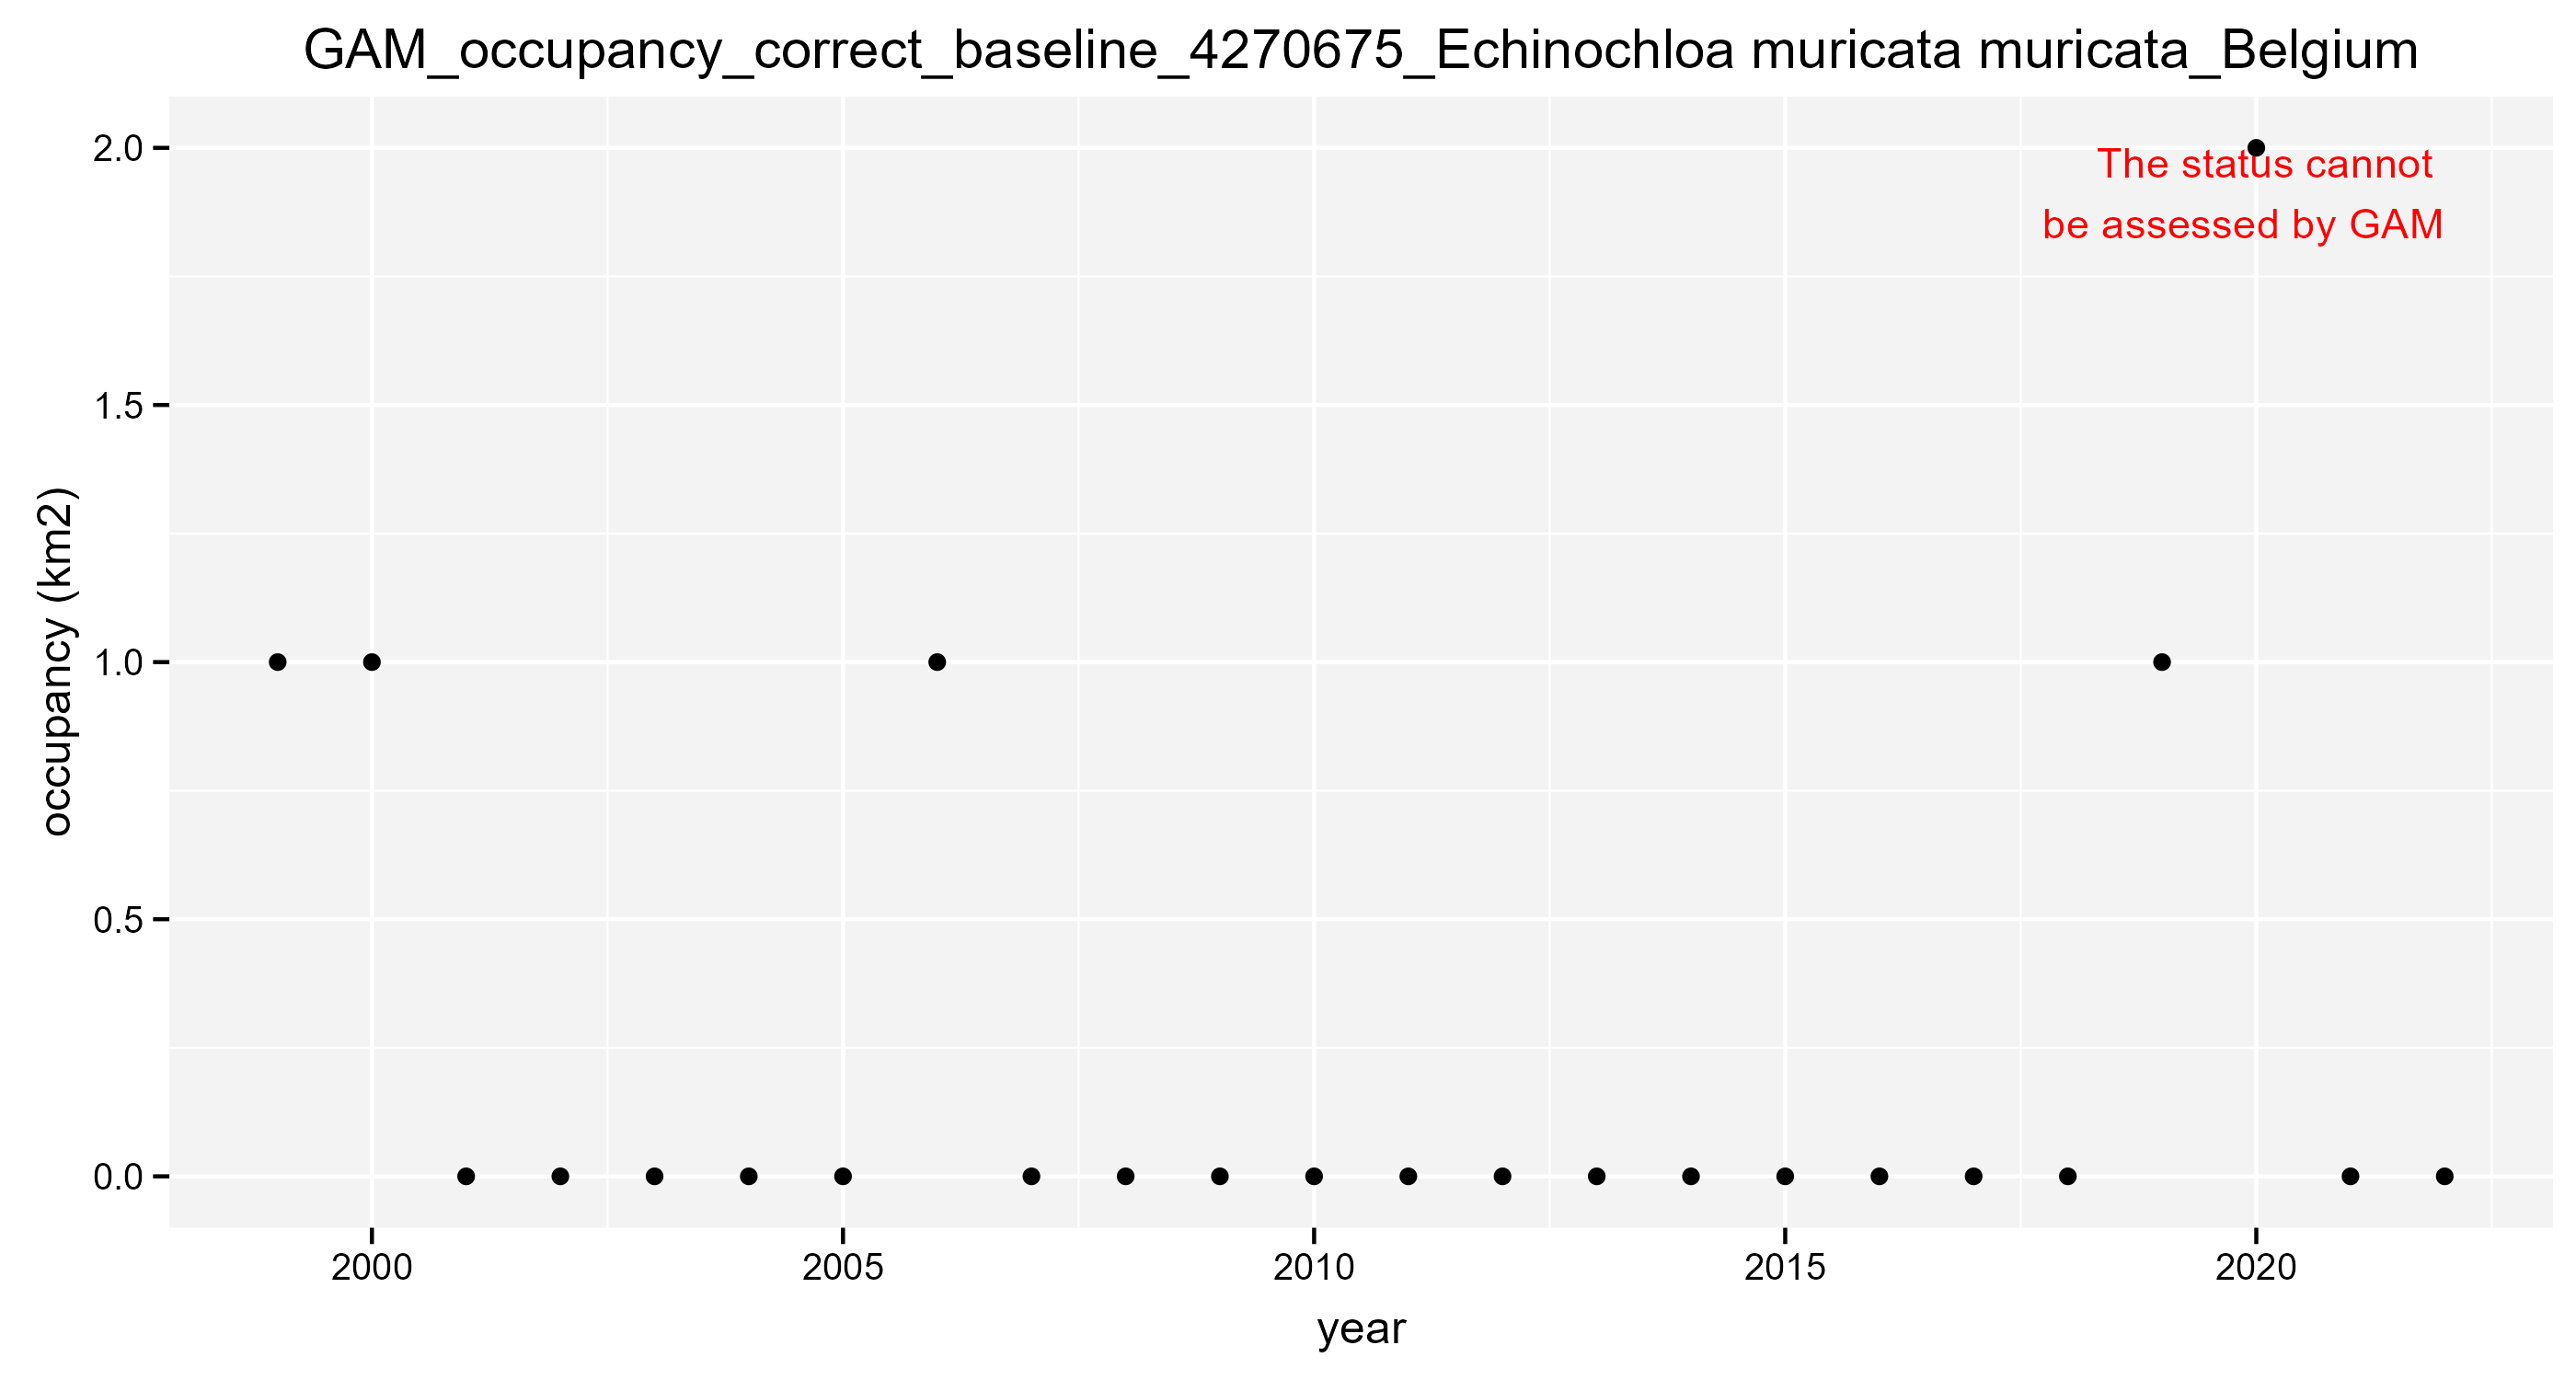 GAM_occupancy_correct_baseline_4270675_Echinochloa muricata muricata_Belgium
2.0
The status cannot
be assessed by GAM
1.5
occupancy (km2)
1.0
0.5
0.0
2000 2005 2010 2015 2020
year